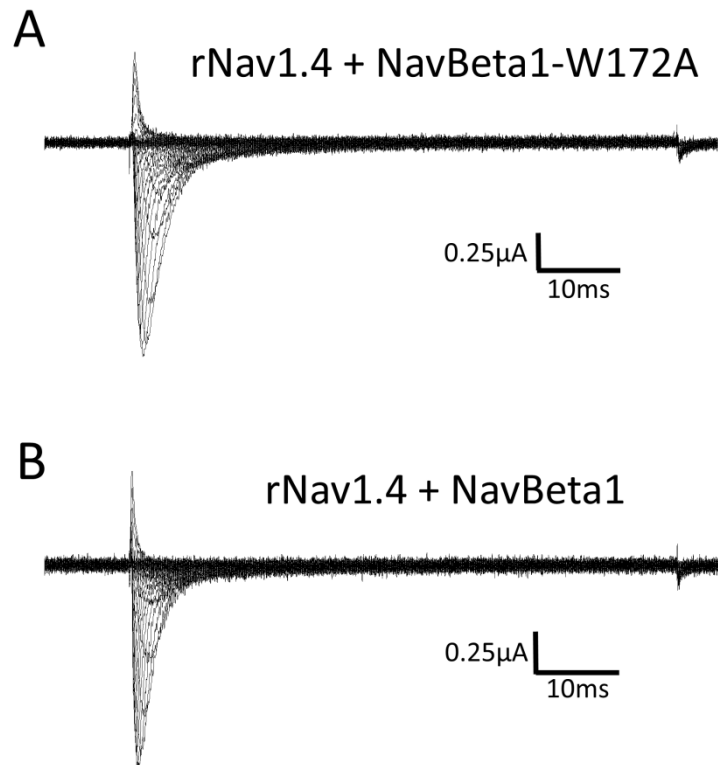 A
rNav1.4 + NavBeta1-W172A
0.25µA
10ms
B
rNav1.4 + NavBeta1
0.25µA
10ms